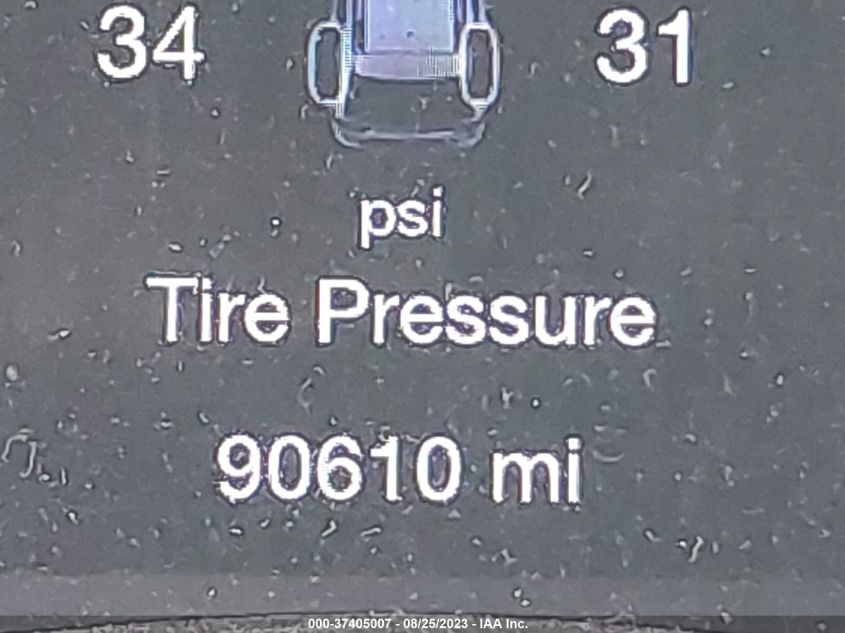 34 31
psi
Tire Pressure
90610 mi
000-37405007 - 08/25/2023 - IAA Inc.